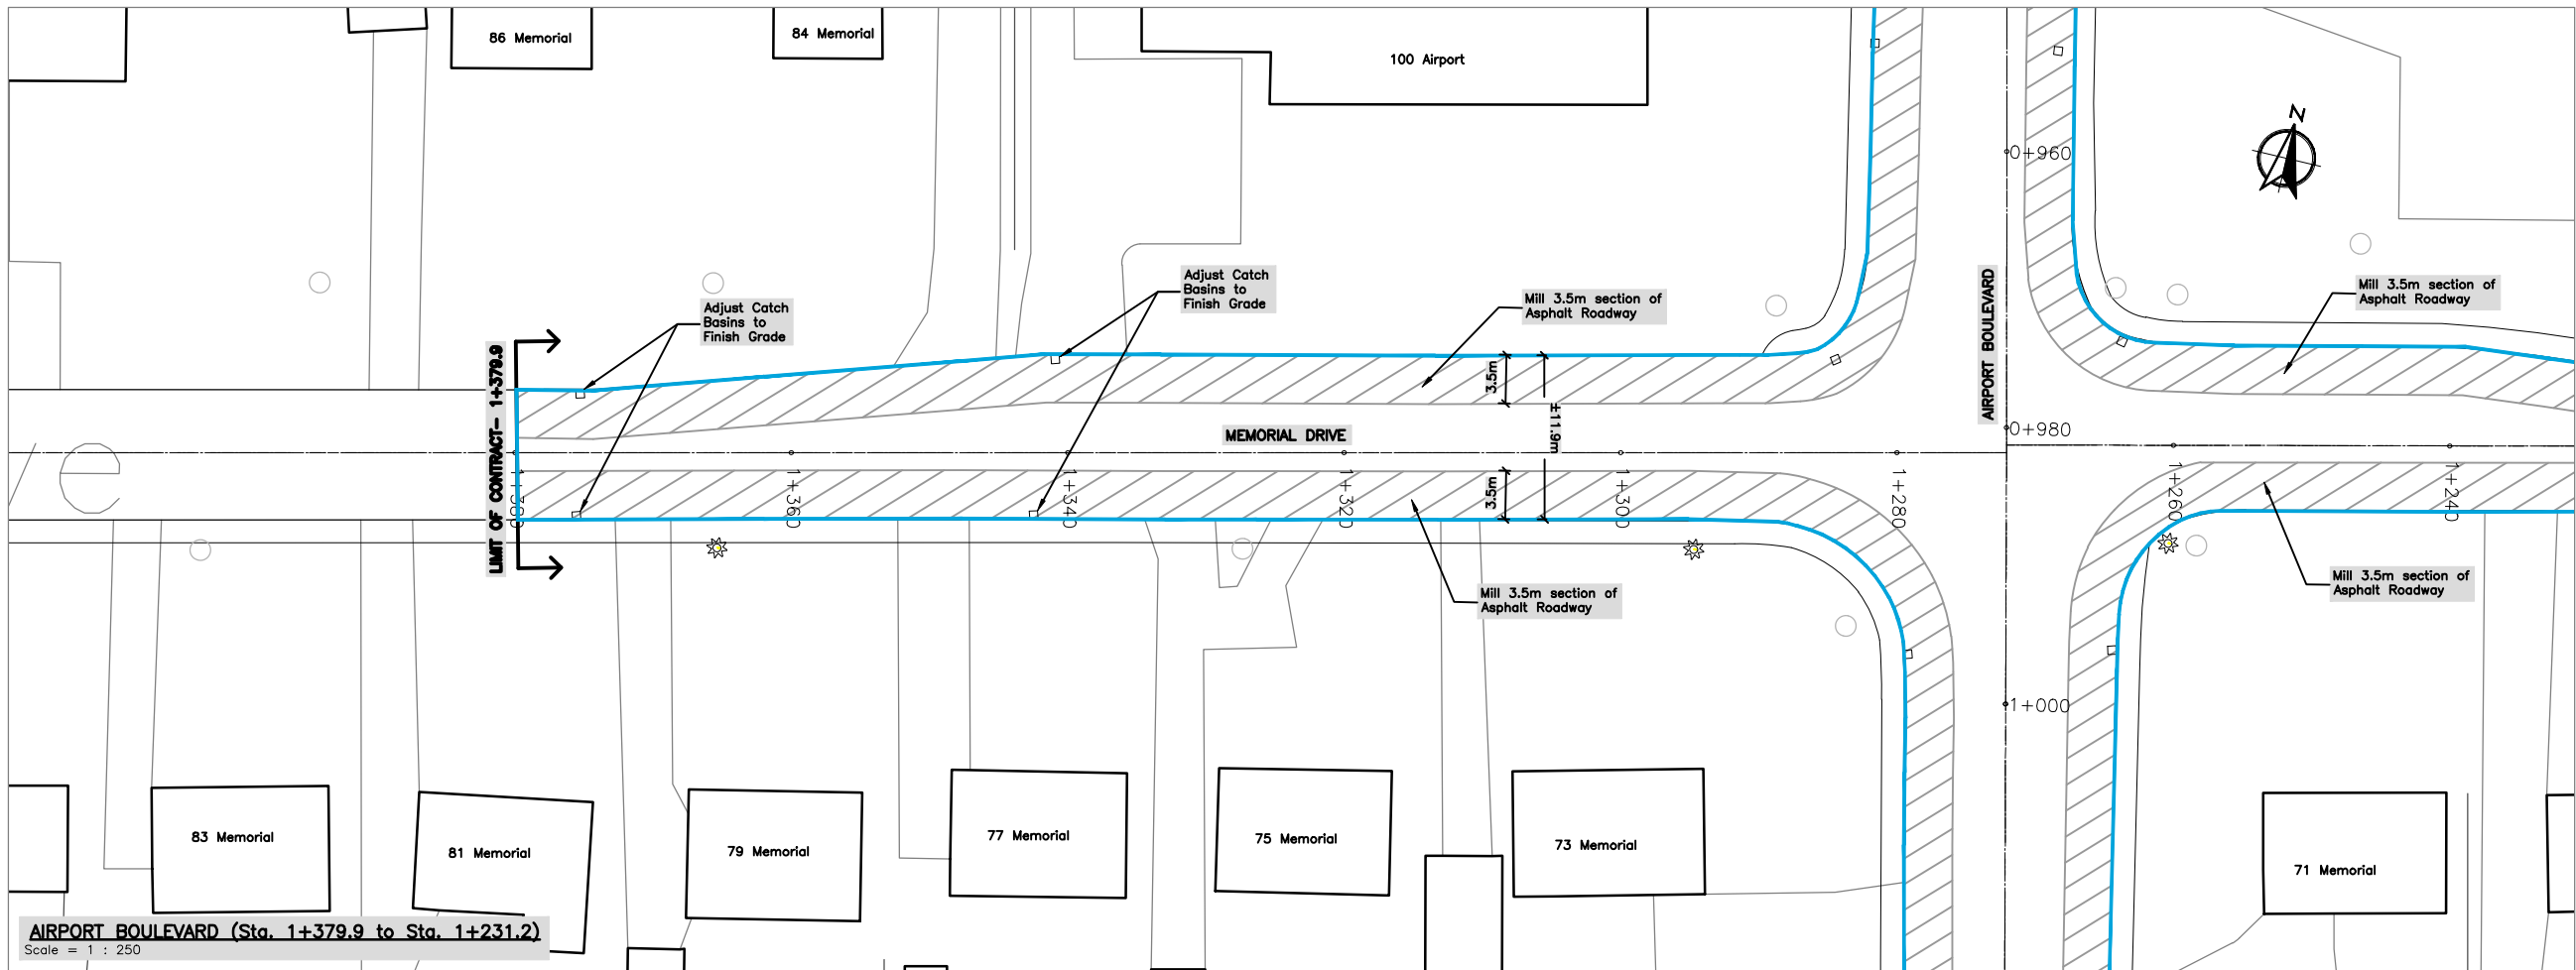 86 Memorial
84 Memorial
100 Airport
N
0+960
Adjust Catch
Basins to
Finish Grade
Adjust Catch
Basins to
Finish Grade
Mill 3.5m section of
Asphalt Roadway
AIRPORT BOULEVARD
Mill 3.5m section of
Asphalt Roadway
LIMIT OF CONTRACT- 1+379.9
3.5m
±11.9m
MEMORIAL DRIVE
0+980
e
1+380
1+360
1+340
1+320
3.5m
1+300
1+280
1+260
1+240
Mill 3.5m section of
Asphalt Roadway
Mill 3.5m section of
Asphalt Roadway
1+000
83 Memorial
81 Memorial
79 Memorial
77 Memorial
75 Memorial
73 Memorial
71 Memorial
AIRPORT BOULEVARD (Sta. 1+379.9 to Sta. 1+231.2)
Scale = 1 : 250